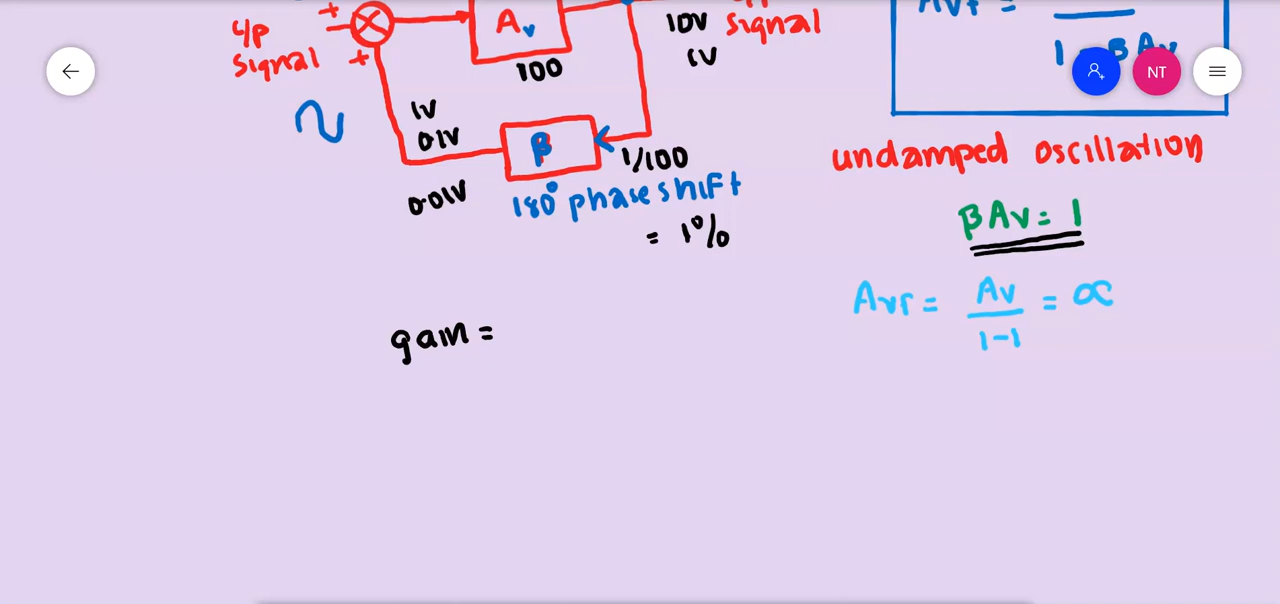 i/p signal
+
+
Av
100
10V
1V
signal
Avf =
1 - βAv
NT
1V
0.1V
0.01V
β
1/100
180° phase shift
= 1%
undamped oscillation
βAv = 1
Avf = Av / 1-1 = ∝
gain =